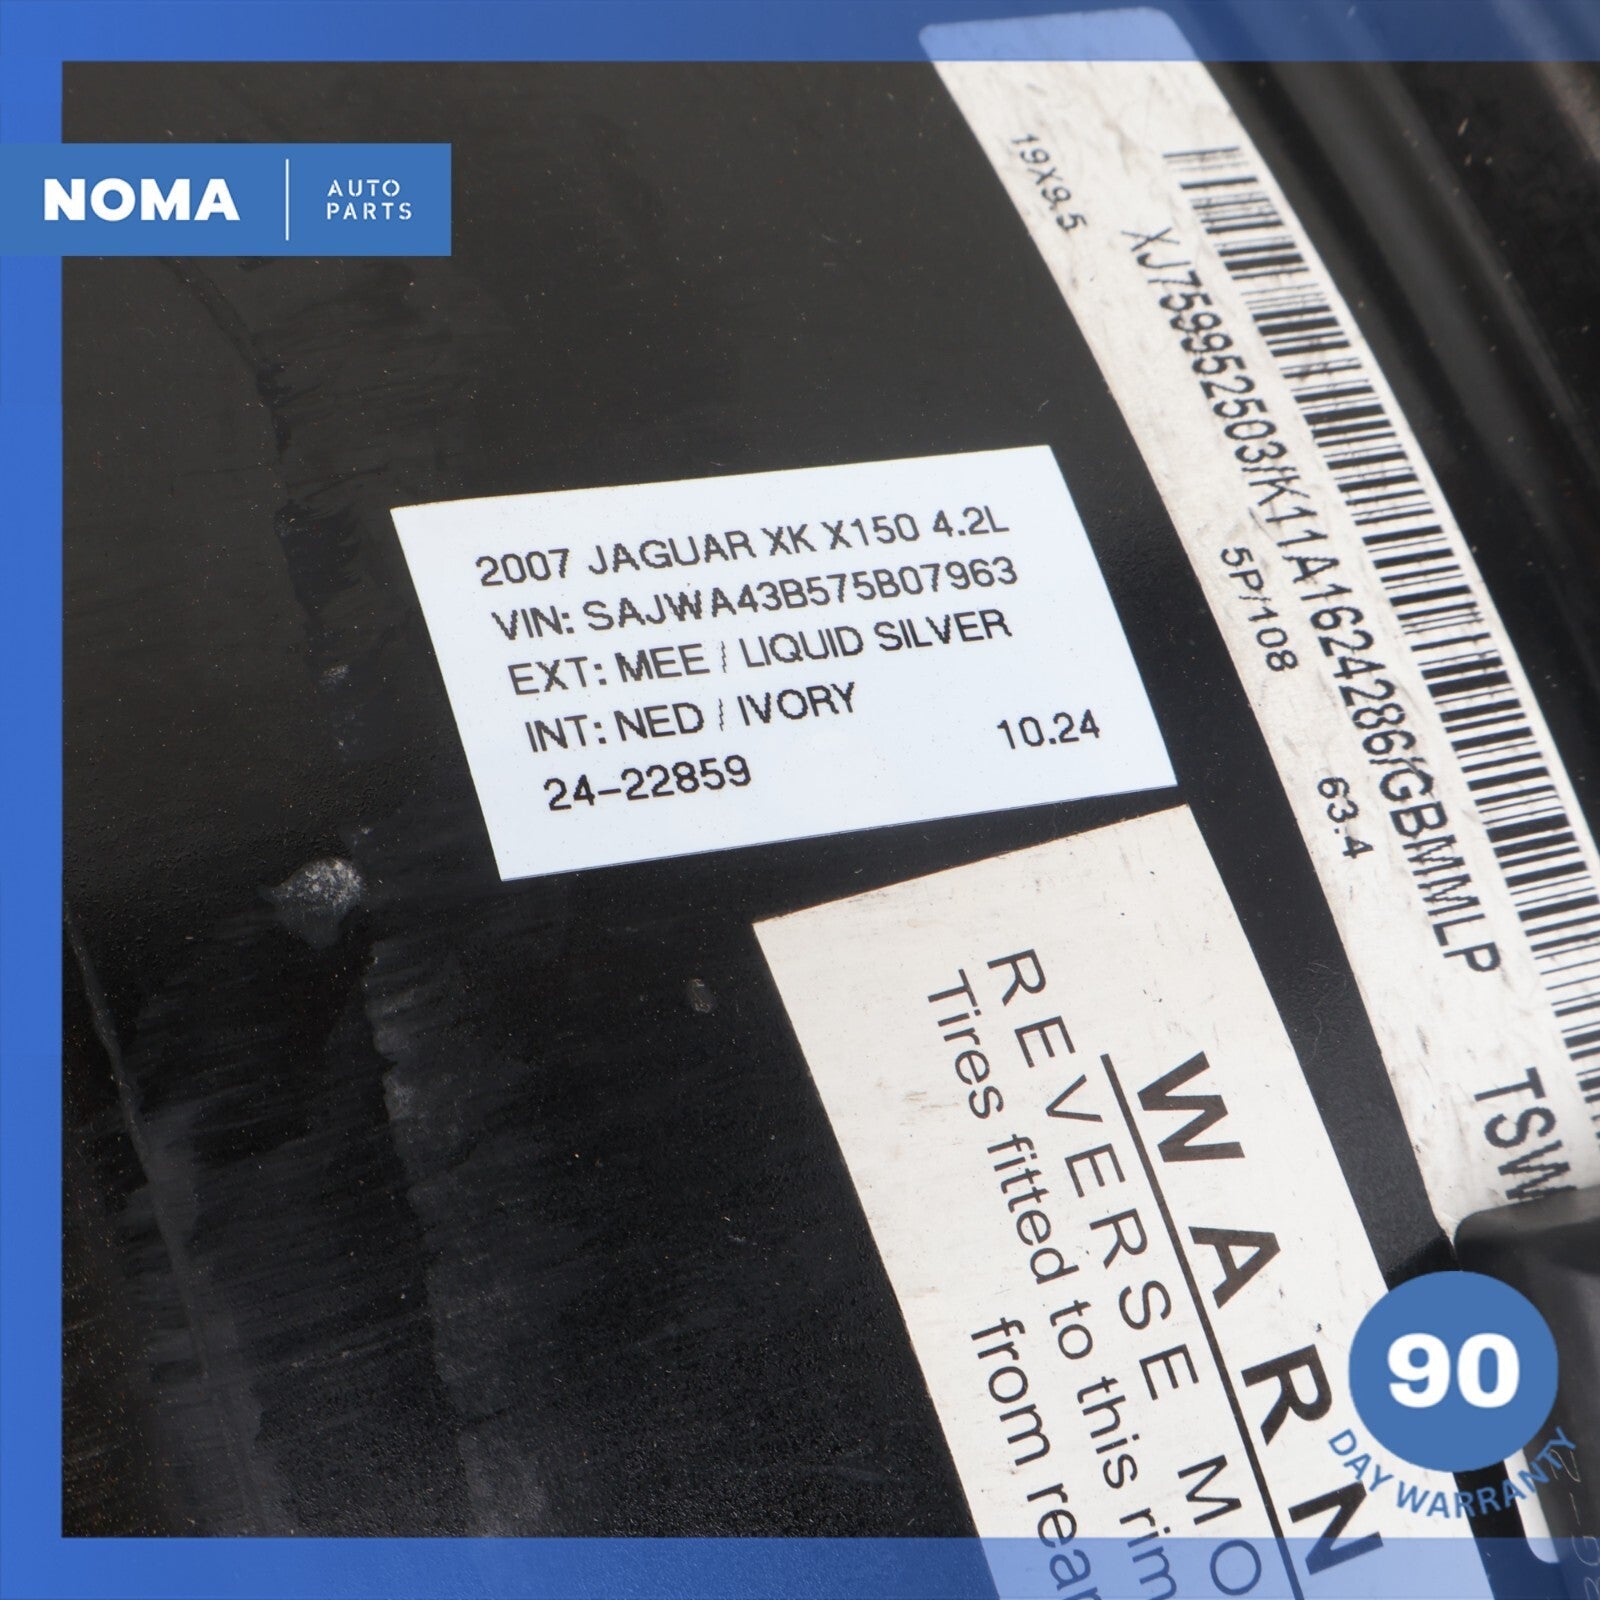 NOMA
AUTO
PARTS
19X9.5
XJ759952503/K11A1624286/GBMMLP
5P/108
63.4
2007 JAGUAR XK X150 4.2L
VIN: SAJWA43B575B07963
EXT: MEE / LIQUID SILVER
INT: NED / IVORY
24-22859
10.24
WARN
REVERSE MO
Tires fitted to this rim
from rear
90
DAY WARRANTY